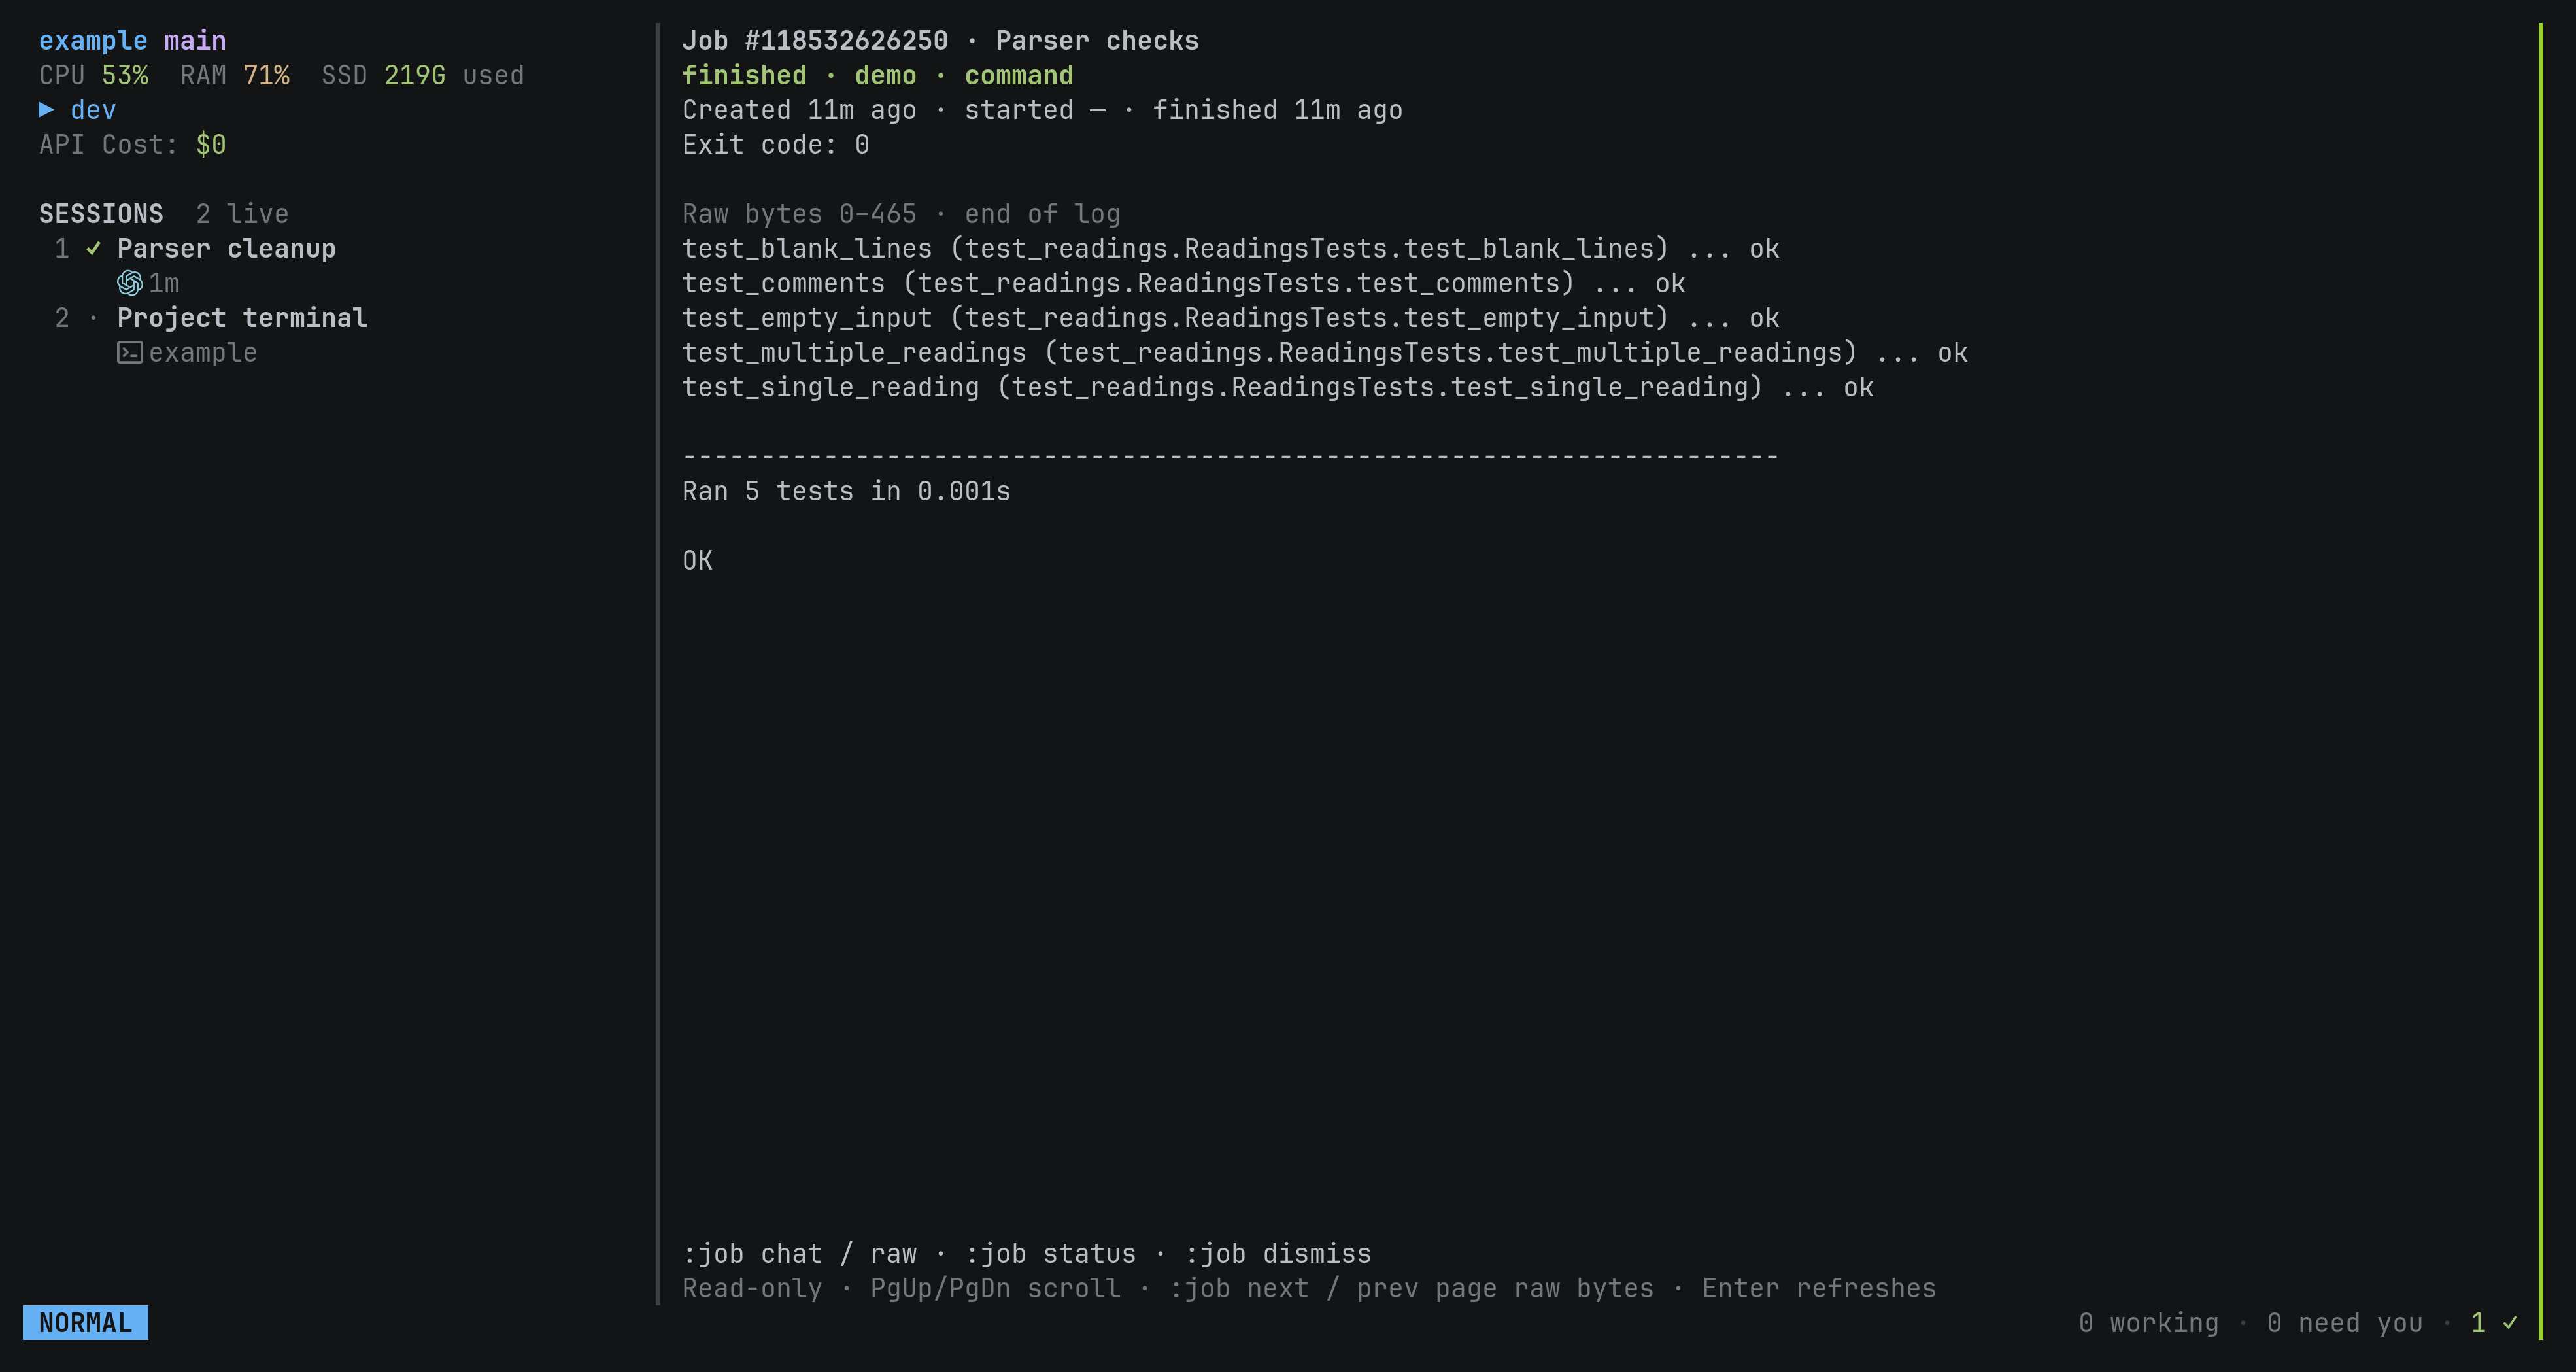 example main
CPU 53%  RAM 71%  SSD 219G used
▶ dev
API Cost: $0
SESSIONS  2 live
1 ✓ Parser cleanup
1m
2 · Project terminal
example
Job #118532626250 · Parser checks
finished · demo · command
Created 11m ago · started — · finished 11m ago
Exit code: 0
Raw bytes 0–465 · end of log
test_blank_lines (test_readings.ReadingsTests.test_blank_lines) ... ok
test_comments (test_readings.ReadingsTests.test_comments) ... ok
test_empty_input (test_readings.ReadingsTests.test_empty_input) ... ok
test_multiple_readings (test_readings.ReadingsTests.test_multiple_readings) ... ok
test_single_reading (test_readings.ReadingsTests.test_single_reading) ... ok
----------------------------------------------------------------------
Ran 5 tests in 0.001s
OK
:job chat / raw · :job status · :job dismiss
Read-only · PgUp/PgDn scroll · :job next / prev page raw bytes · Enter refreshes
NORMAL
0 working · 0 need you · 1 ✓